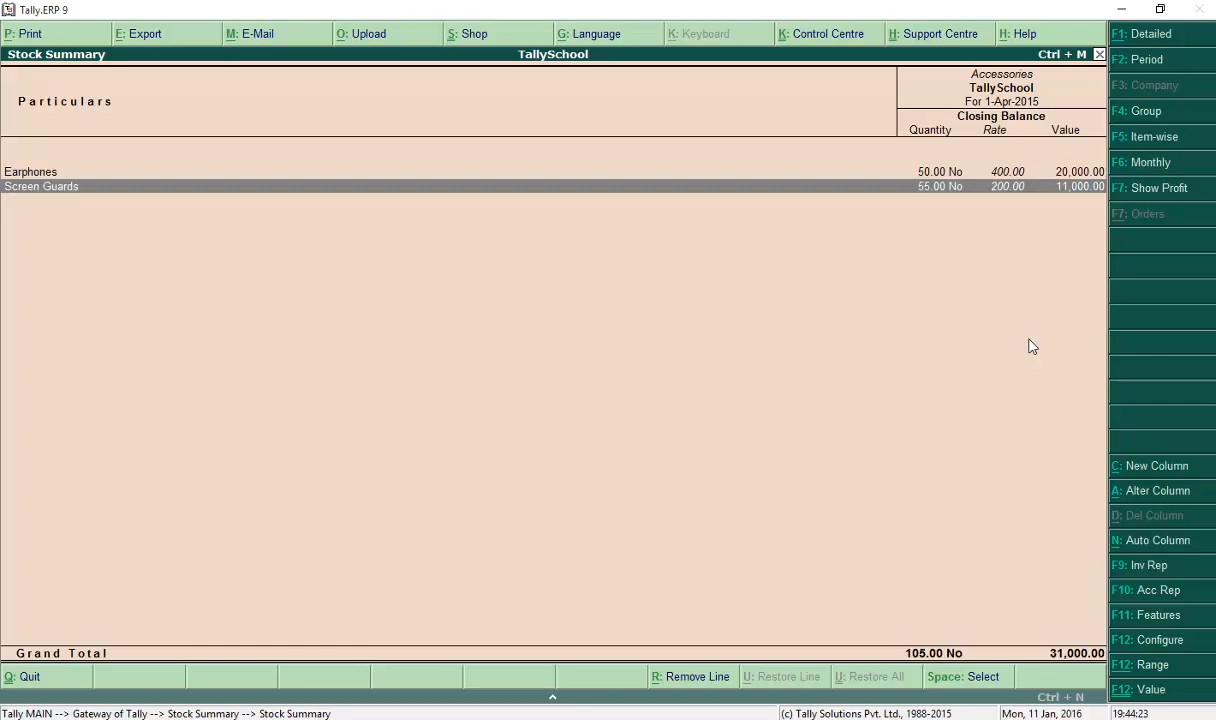 Tally.ERP 9
P: Print E: Export M: E-Mail O: Upload S: Shop G: Language K: Keyboard K: Control Centre H: Support Centre H: Help
Stock Summary TallySchool Ctrl + M
Particulars
Accessories
TallySchool
For 1-Apr-2015
Closing Balance
Quantity Rate Value
Earphones 50.00 No 400.00 20,000.00
Screen Guards 55.00 No 200.00 11,000.00
Grand Total 105.00 No 31,000.00
F1: Detailed
F2: Period
F3: Company
F4: Group
F5: Item-wise
F6: Monthly
F7: Show Profit
F7: Orders
C: New Column
A: Alter Column
D: Del Column
N: Auto Column
F9: Inv Rep
F10: Acc Rep
F11: Features
F12: Configure
F12: Range
F12: Value
Q: Quit R: Remove Line U: Restore Line U: Restore All Space: Select
Ctrl + N
Tally MAIN --> Gateway of Tally --> Stock Summary --> Stock Summary (c) Tally Solutions Pvt. Ltd., 1988-2015 Mon, 11 Jan, 2016 19:44:23